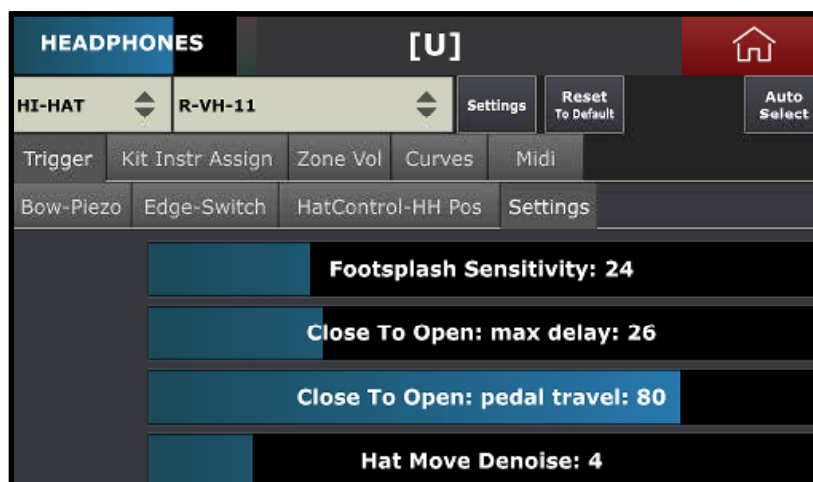 HEADPHONES [U]
HI-HAT R-VH-11 Settings Reset To Default Auto Select
Trigger Kit Instr Assign Zone Vol Curves Midi
Bow-Piezo Edge-Switch HatControl-HH Pos Settings
Footsplash Sensitivity: 24
Close To Open: max delay: 26
Close To Open: pedal travel: 80
Hat Move Denoise: 4